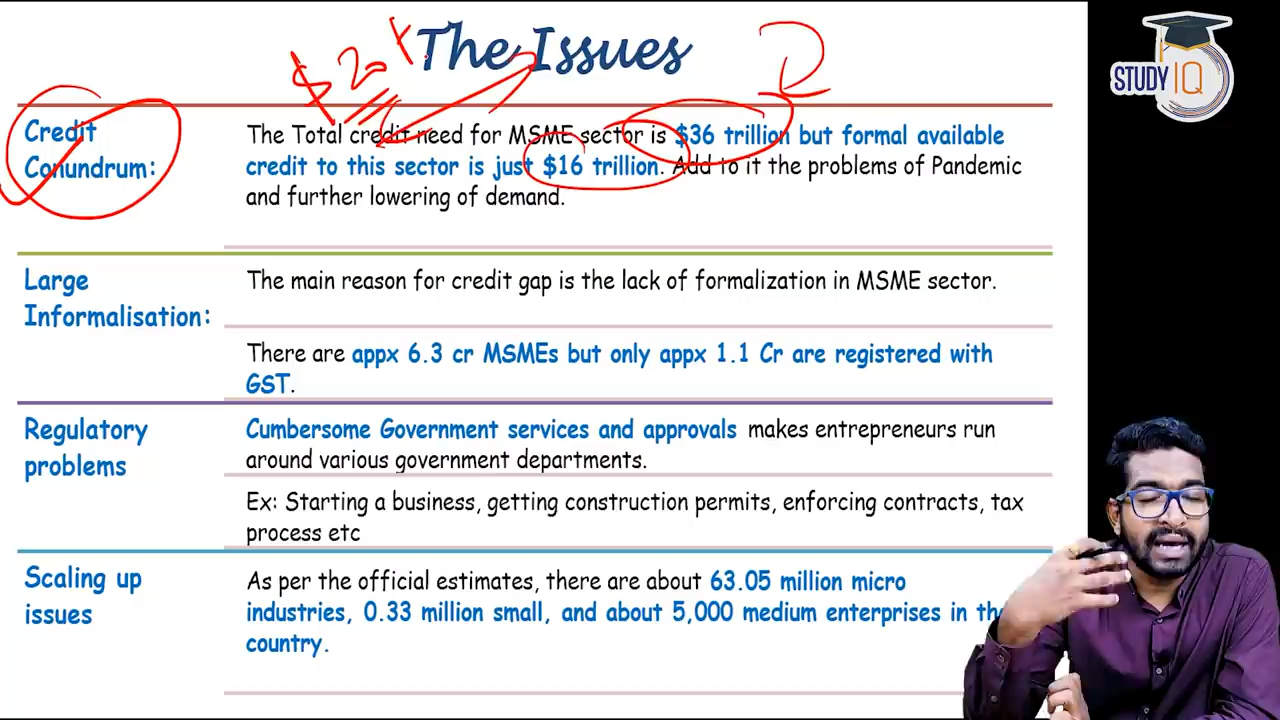 The Issues
$20 t
STUDY IQ
Credit
Conundrum:
The Total credit need for MSME sector is $36 trillion but formal available
credit to this sector is just $16 trillion. Add to it the problems of Pandemic
and further lowering of demand.
Large
Informalisation:
The main reason for credit gap is the lack of formalization in MSME sector.
There are appx 6.3 cr MSMEs but only appx 1.1 Cr are registered with
GST.
Regulatory
problems
Cumbersome Government services and approvals makes entrepreneurs run
around various government departments.
Ex: Starting a business, getting construction permits, enforcing contracts, tax
process etc
Scaling up
issues
As per the official estimates, there are about 63.05 million micro
industries, 0.33 million small, and about 5,000 medium enterprises in the
country.